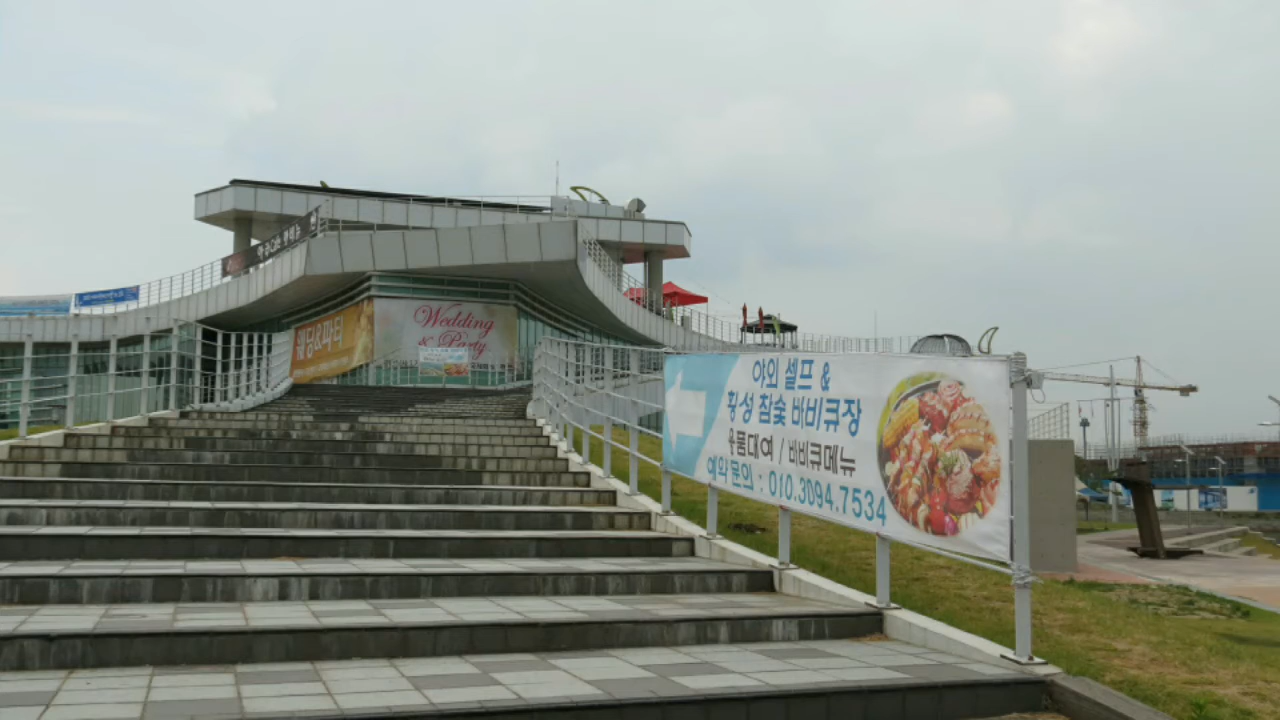 웨딩&파티
Wedding
& Party
야외 셀프 &
횡성 참숯 바비큐장
용품대여 / 바비큐메뉴
예약문의 : 010.3094.7534